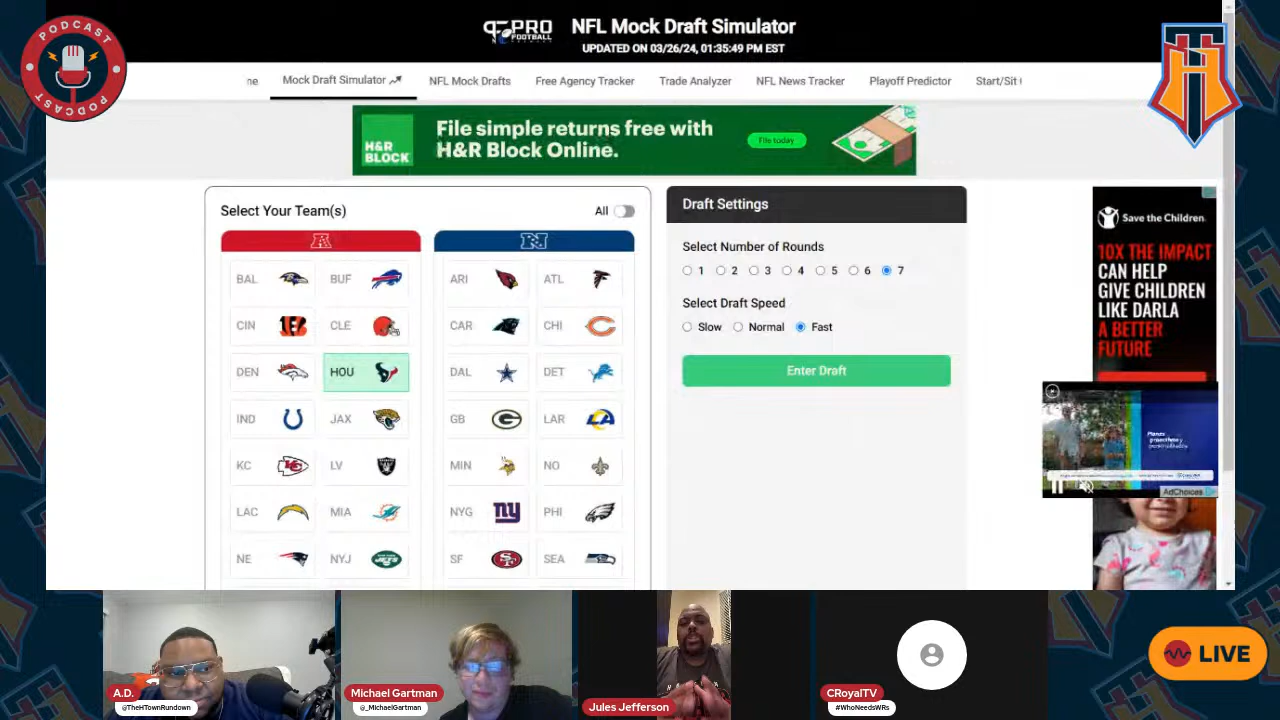 PODCAST
PODCAST
PRO
FOOTBALL
NETWORK
NFL Mock Draft Simulator
UPDATED ON 03/26/24, 01:35:49 PM EST
ne
Mock Draft Simulator
NFL Mock Drafts
Free Agency Tracker
Trade Analyzer
NFL News Tracker
Playoff Predictor
Start/Sit
H&R
BLOCK
File simple returns free with
H&R Block Online.
File today
Select Your Team(s)
All
BAL
BUF
CIN
CLE
DEN
HOU
IND
JAX
KC
LV
LAC
MIA
NE
NYJ
ARI
ATL
CAR
CHI
DAL
DET
GB
LAR
MIN
NO
NYG
PHI
SF
SEA
Draft Settings
Select Number of Rounds
1 2 3 4 5 6 7
Select Draft Speed
Slow Normal Fast
Enter Draft
Save the Children.
10X THE IMPACT
CAN HELP
GIVE CHILDREN
LIKE DARLA
A BETTER
FUTURE
AdChoices
A.D.
@TheHTownRundown
Michael Gartman
@_MichaelGartman
Jules Jefferson
CRoyalTV
#WhoNeedsWRs
LIVE